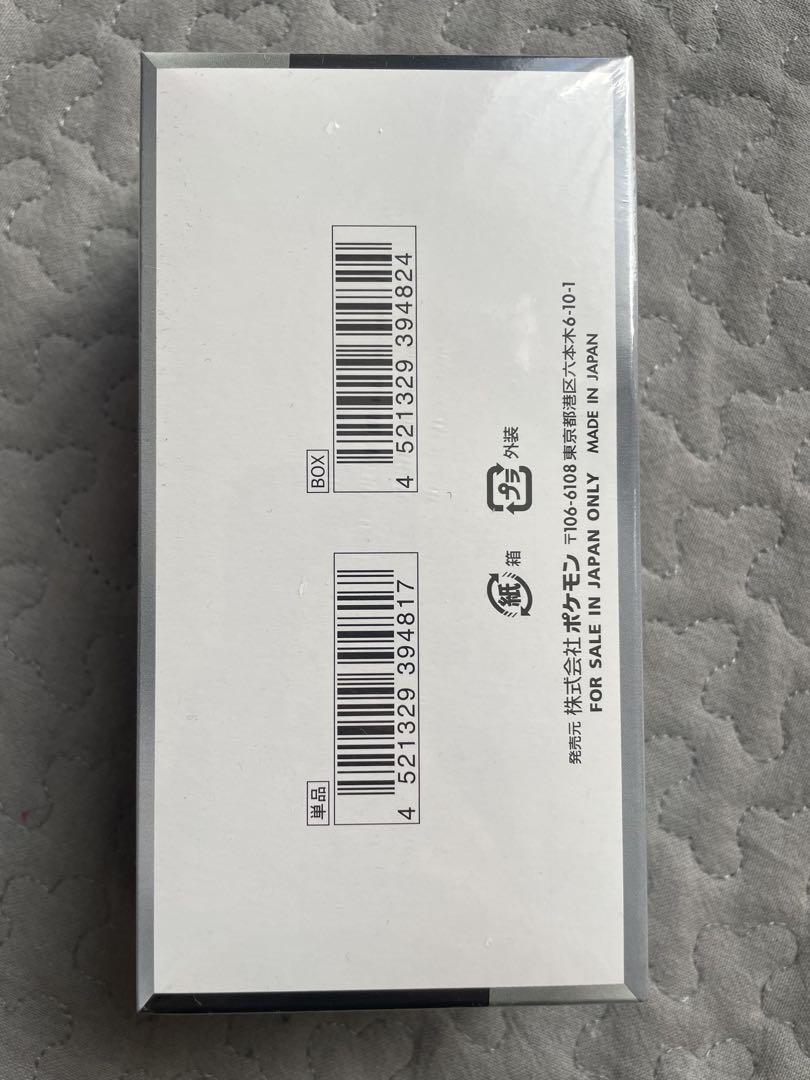 単品
4 521329 394817
BOX
4 521329 394824
紙 箱
プラ 外装
発売元 株式会社 ポケモン 〒106-6108 東京都港区六本木6-10-1
FOR SALE IN JAPAN ONLY MADE IN JAPAN